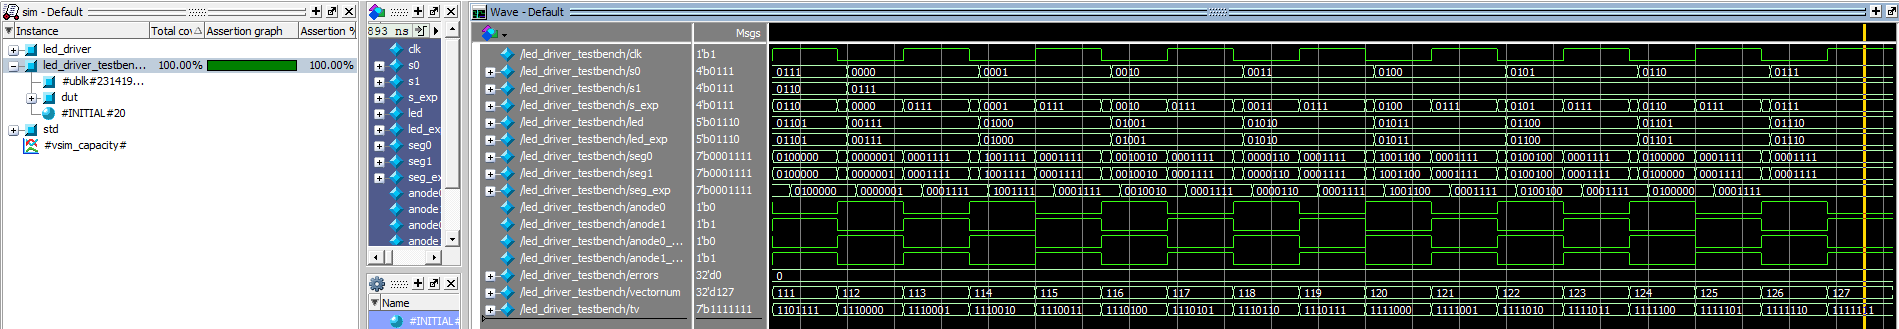 sim - Default
Instance Total cov Assertion graph Assertion %
led_driver
led_driver_testben... 100.00% 100.00%
#ublk#231419...
dut
#INITIAL#20
std
#vsim_capacity#
893 ns
clk
s0
s1
s_exp
led
led_ex
seg0
seg1
seg_ex
anode0
anode1
anode0
anode1
Name
#INITIAL#
Wave - Default
Msgs
/led_driver_testbench/clk 1'b1
/led_driver_testbench/s0 4'b0111 0111 0000 0001 0010 0011 0100 0101 0110 0111
/led_driver_testbench/s1 4'b0111 0110 0111
/led_driver_testbench/s_exp 4'b0111 0110 0000 0111 0001 0111 0010 0111 0011 0111 0100 0111 0101 0111 0110 0111 0111
/led_driver_testbench/led 5'b01110 01101 00111 01000 01001 01010 01011 01100 01101 01110
/led_driver_testbench/led_exp 5'b01110 01101 00111 01000 01001 01010 01011 01100 01101 01110
/led_driver_testbench/seg0 7'b0001111 0100000 0000001 0001111 1001111 0001111 0010010 0001111 0000110 0001111 1001100 0001111 0100100 0001111 0100000 0001111 0001111
/led_driver_testbench/seg1 7'b0001111 0100000 0000001 0001111 1001111 0001111 0010010 0001111 0000110 0001111 1001100 0001111 0100100 0001111 0100000 0001111 0001111
/led_driver_testbench/seg_exp 7'b0001111 0100000 0000001 0001111 1001111 0001111 0010010 0001111 0000110 0001111 1001100 0001111 0100100 0001111 0100000 0001111
/led_driver_testbench/anode0 1'b0
/led_driver_testbench/anode1 1'b1
/led_driver_testbench/anode0_... 1'b0
/led_driver_testbench/anode1_... 1'b1
/led_driver_testbench/errors 32'd0 0
/led_driver_testbench/vectornum 32'd127 111 112 113 114 115 116 117 118 119 120 121 122 123 124 125 126 127
/led_driver_testbench/tv 7'b1111111 1101111 1110000 1110001 1110010 1110011 1110100 1110101 1110110 1110111 1111000 1111001 1111010 1111011 1111100 1111101 1111110 1111111